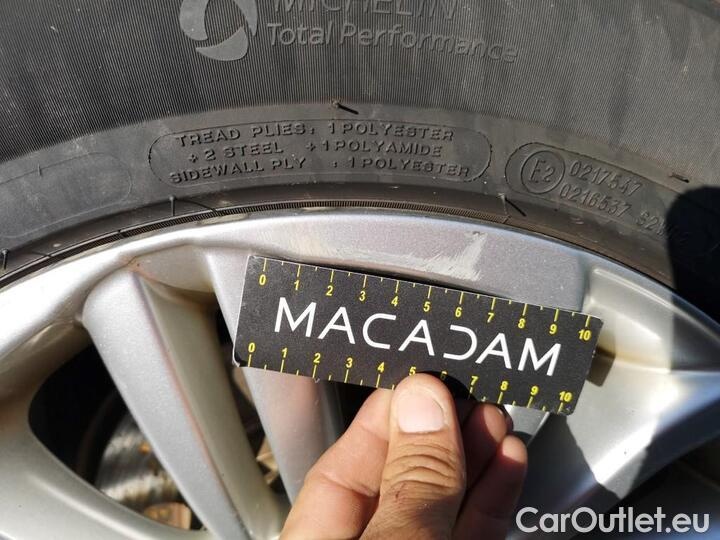 MICHELIN
Total Performance
TREAD PLIES: 1 POLYESTER
+ 2 STEEL + 1 POLYAMIDE
SIDEWALL PLY : 1 POLYESTER
E2
0217547
0216537
0 1 2 3 4 5 6 7 8 9 10
MACADAM
0 1 2 3 4 5 6 7 8 9 10
CarOutlet.eu